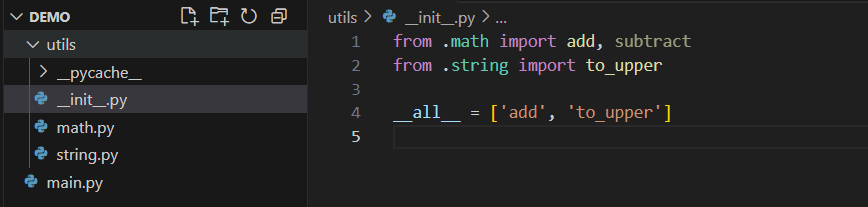 DEMO
utils
__pycache__
__init__.py
math.py
string.py
main.py
utils > __init__.py > ...
1 from .math import add, subtract
2 from .string import to_upper
3
4 __all__ = ['add', 'to_upper']
5